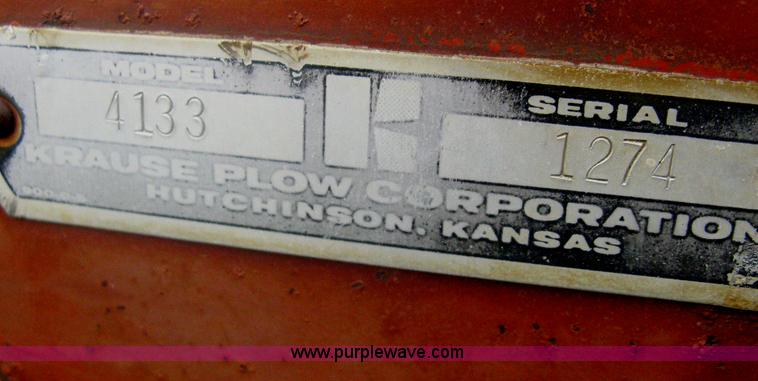 MODEL
4133
SERIAL
1274
KRAUSE PLOW CORPORATION
HUTCHINSON, KANSAS
www.purplewave.com